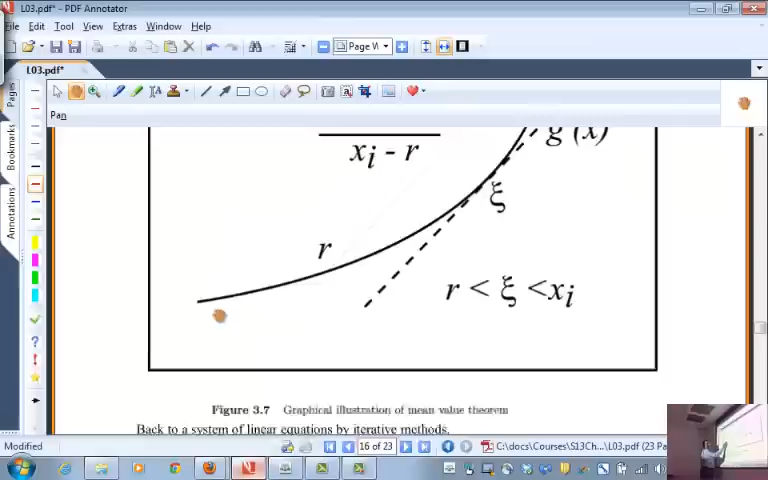 L03.pdf* - PDF Annotator
File Edit Tool View Extras Window Help
Page W
L03.pdf*
Pan
Pages
Bookmarks
Annotations
g (x)
xi - r
ξ
r
r < ξ <xi
Figure 3.7 Graphical illustration of mean value theorem
Back to a system of linear equations by iterative methods.
Modified
16 of 23
C:\docs\Courses\S13Ch
L03.pdf (23 Pa